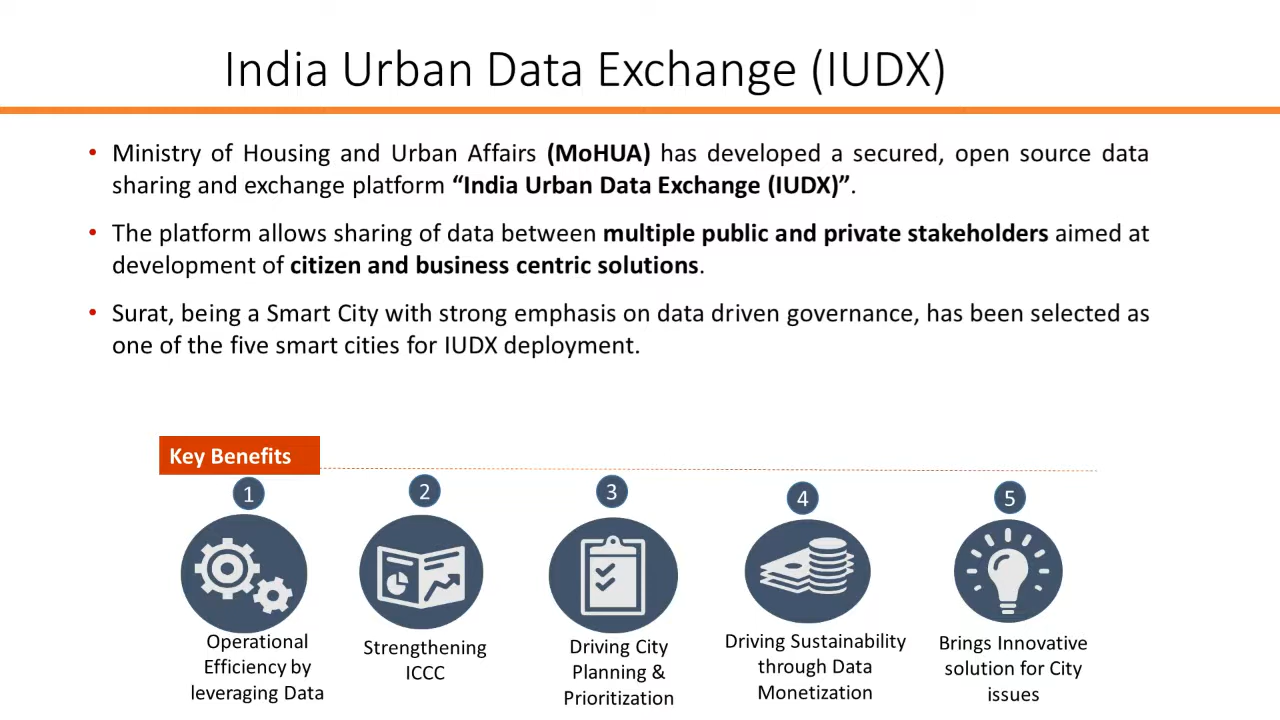 India Urban Data Exchange (IUDX)
• Ministry of Housing and Urban Affairs (MoHUA) has developed a secured, open source data
sharing and exchange platform “India Urban Data Exchange (IUDX)”.
• The platform allows sharing of data between multiple public and private stakeholders aimed at
development of citizen and business centric solutions.
• Surat, being a Smart City with strong emphasis on data driven governance, has been selected as
one of the five smart cities for IUDX deployment.
Key Benefits
1
Operational
Efficiency by
leveraging Data
2
Strengthening
ICCC
3
Driving City
Planning &
Prioritization
4
Driving Sustainability
through Data
Monetization
5
Brings Innovative
solution for City
issues